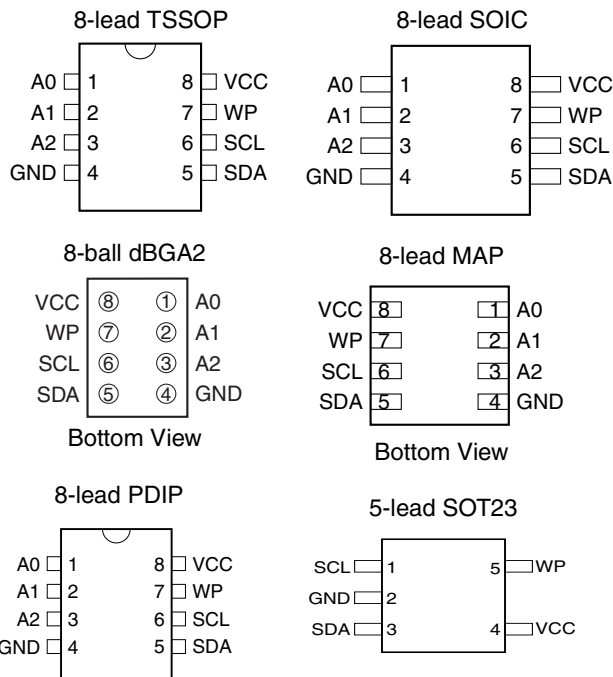 8-lead TSSOP
A0 1 8 VCC
A1 2 7 WP
A2 3 6 SCL
GND 4 5 SDA
8-lead SOIC
A0 1 8 VCC
A1 2 7 WP
A2 3 6 SCL
GND 4 5 SDA
8-ball dBGA2
VCC 8 1 A0
WP 7 2 A1
SCL 6 3 A2
SDA 5 4 GND
Bottom View
8-lead MAP
VCC 8 1 A0
WP 7 2 A1
SCL 6 3 A2
SDA 5 4 GND
Bottom View
8-lead PDIP
A0 1 8 VCC
A1 2 7 WP
A2 3 6 SCL
GND 4 5 SDA
5-lead SOT23
SCL 1 5 WP
GND 2
SDA 3 4 VCC